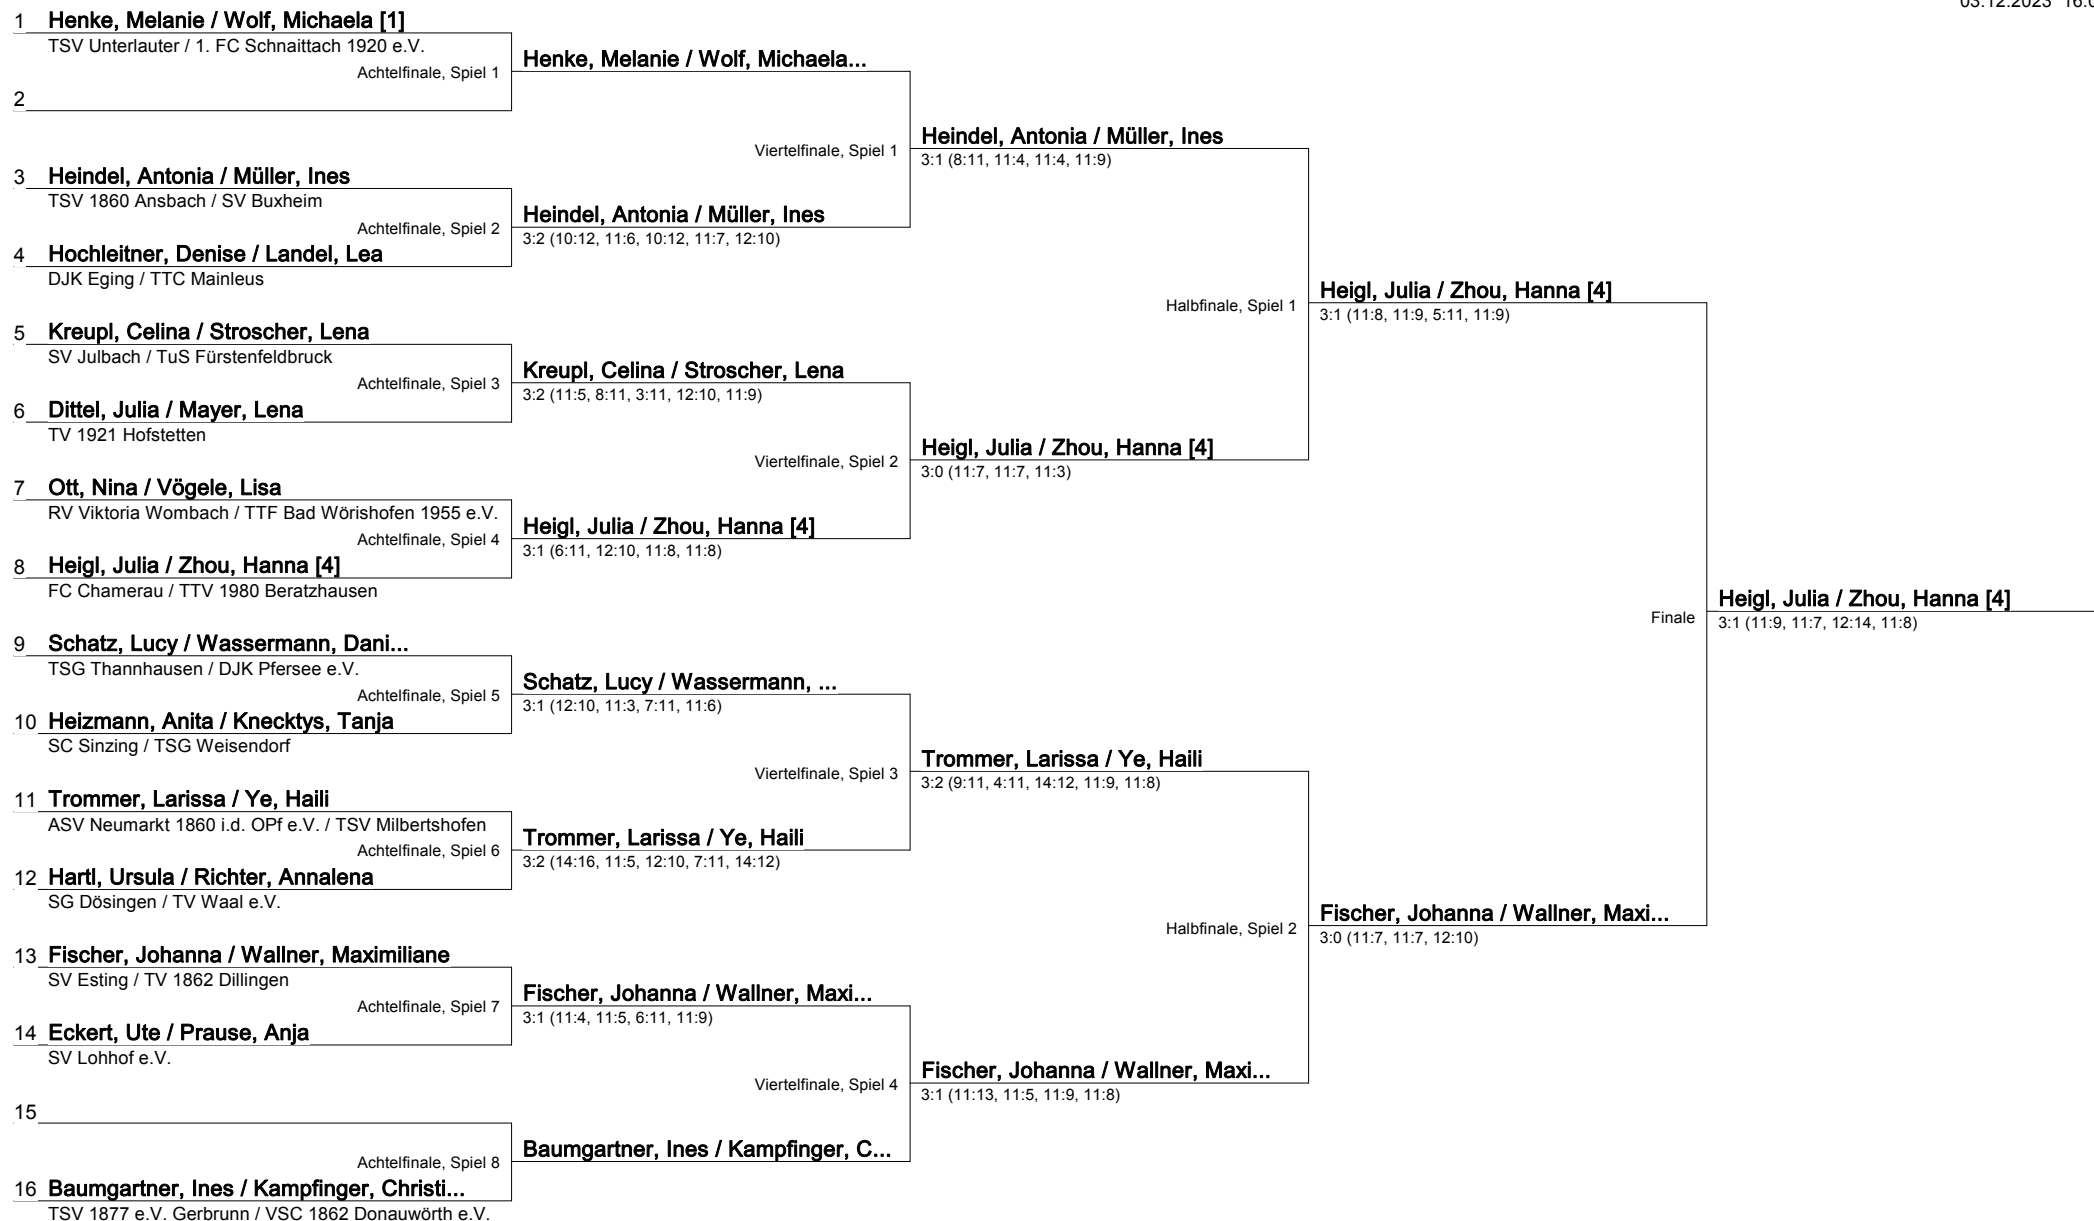 03.12.2023
1 Henke, Melanie / Wolf, Michaela [1]
TSV Unterlauter / 1. FC Schnaittach 1920 e.V.
Achtelfinale, Spiel 1
Henke, Melanie / Wolf, Michaela...
2
Viertelfinale, Spiel 1
Heindel, Antonia / Müller, Ines
3:1 (8:11, 11:4, 11:4, 11:9)
3 Heindel, Antonia / Müller, Ines
TSV 1860 Ansbach / SV Buxheim
Achtelfinale, Spiel 2
Heindel, Antonia / Müller, Ines
3:2 (10:12, 11:6, 10:12, 11:7, 12:10)
4 Hochleitner, Denise / Landel, Lea
DJK Eging / TTC Mainleus
Halbfinale, Spiel 1
Heigl, Julia / Zhou, Hanna [4]
3:1 (11:8, 11:9, 5:11, 11:9)
5 Kreupl, Celina / Stroscher, Lena
SV Julbach / TuS Fürstenfeldbruck
Achtelfinale, Spiel 3
Kreupl, Celina / Stroscher, Lena
3:2 (11:5, 8:11, 3:11, 12:10, 11:9)
6 Dittel, Julia / Mayer, Lena
TV 1921 Hofstetten
Viertelfinale, Spiel 2
Heigl, Julia / Zhou, Hanna [4]
3:0 (11:7, 11:7, 11:3)
7 Ott, Nina / Vögele, Lisa
RV Viktoria Wombach / TTF Bad Wörishofen 1955 e.V.
Achtelfinale, Spiel 4
Heigl, Julia / Zhou, Hanna [4]
3:1 (6:11, 12:10, 11:8, 11:8)
8 Heigl, Julia / Zhou, Hanna [4]
FC Chamerau / TTV 1980 Beratzhausen
Finale
Heigl, Julia / Zhou, Hanna [4]
3:1 (11:9, 11:7, 12:14, 11:8)
9 Schatz, Lucy / Wassermann, Dani...
TSG Thannhausen / DJK Pfersee e.V.
Achtelfinale, Spiel 5
Schatz, Lucy / Wassermann, ...
3:1 (12:10, 11:3, 7:11, 11:6)
10 Heizmann, Anita / Knecktys, Tanja
SC Sinzing / TSG Weisendorf
Viertelfinale, Spiel 3
Trommer, Larissa / Ye, Haili
3:2 (9:11, 4:11, 14:12, 11:9, 11:8)
11 Trommer, Larissa / Ye, Haili
ASV Neumarkt 1860 i.d. OPf e.V. / TSV Milbertshofen
Achtelfinale, Spiel 6
Trommer, Larissa / Ye, Haili
3:2 (14:16, 11:5, 12:10, 7:11, 14:12)
12 Hartl, Ursula / Richter, Annalena
SG Dösingen / TV Waal e.V.
Halbfinale, Spiel 2
Fischer, Johanna / Wallner, Maxi...
3:0 (11:7, 11:7, 12:10)
13 Fischer, Johanna / Wallner, Maximiliane
SV Esting / TV 1862 Dillingen
Achtelfinale, Spiel 7
Fischer, Johanna / Wallner, Maxi...
3:1 (11:4, 11:5, 6:11, 11:9)
14 Eckert, Ute / Prause, Anja
SV Lohhof e.V.
Viertelfinale, Spiel 4
Fischer, Johanna / Wallner, Maxi...
3:1 (11:13, 11:5, 11:9, 11:8)
15
Achtelfinale, Spiel 8
Baumgartner, Ines / Kampfinger, C...
16 Baumgartner, Ines / Kampfinger, Christi...
TSV 1877 e.V. Gerbrunn / VSC 1862 Donauwörth e.V.